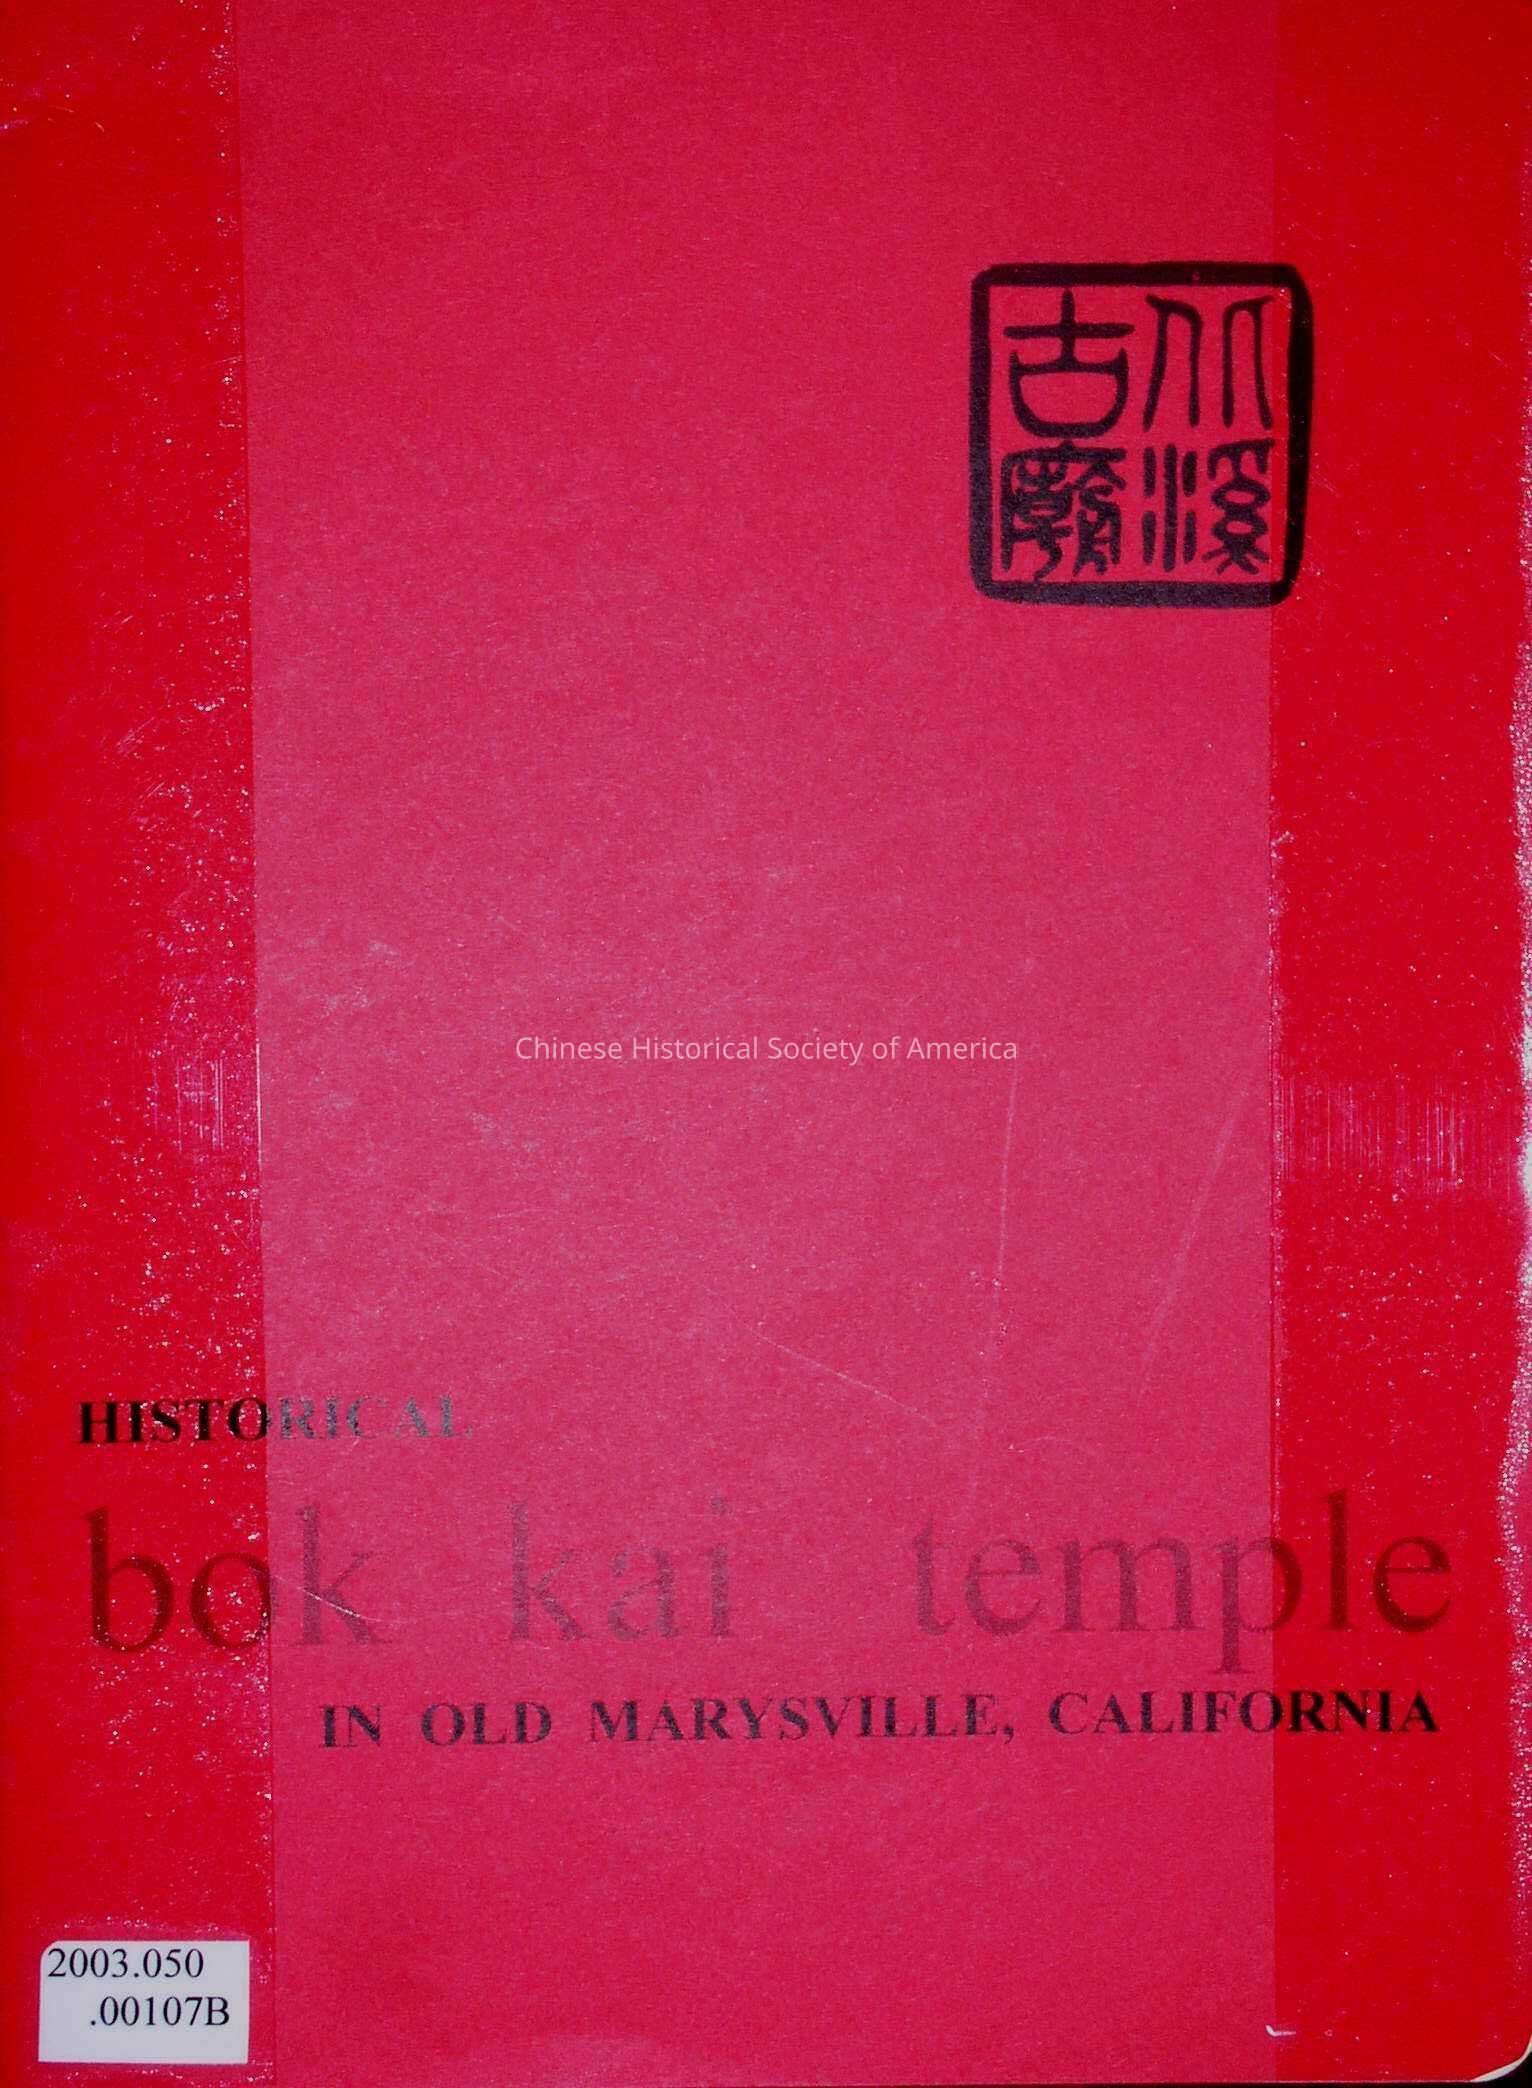 北溪
古廟
Chinese Historical Society of America
HISTORICAL
bok kai temple
IN OLD MARYSVILLE, CALIFORNIA
2003.050
.00107B